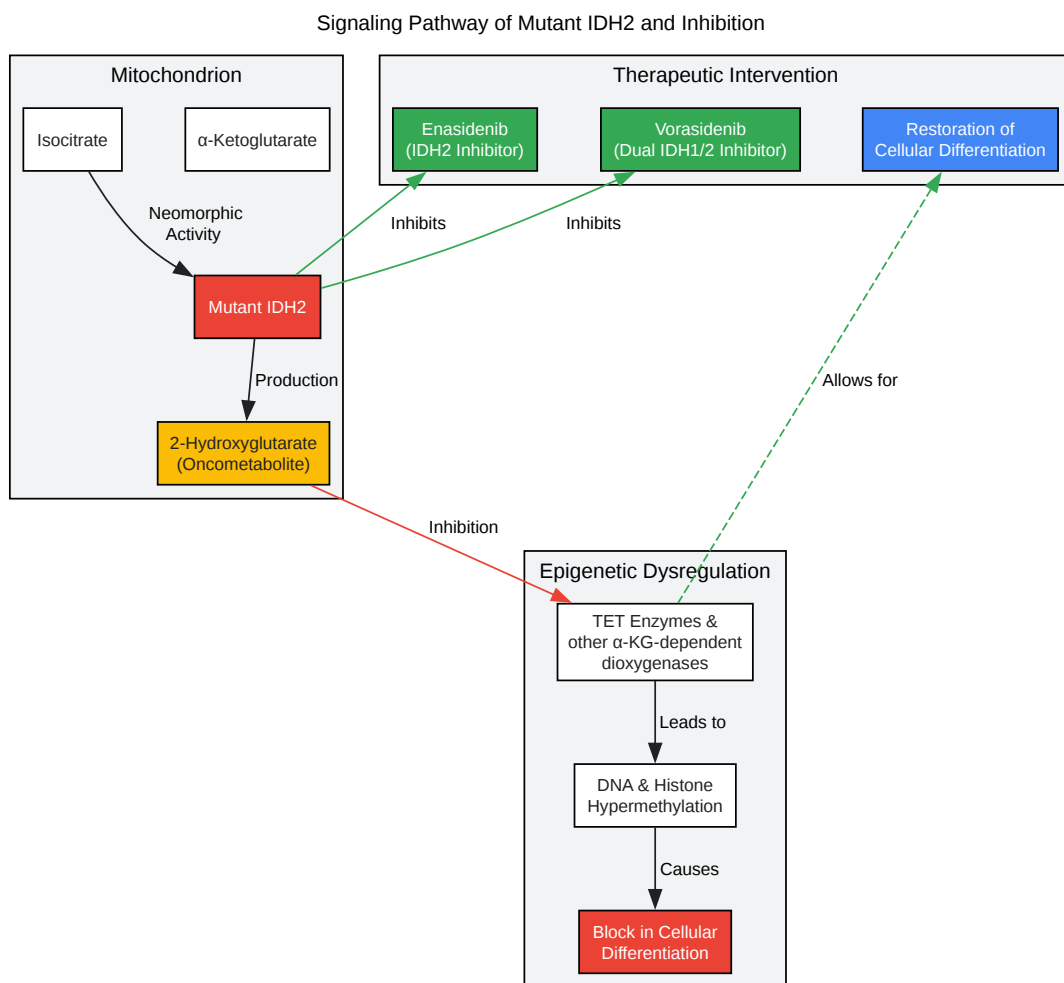 Signaling Pathway of Mutant IDH2 and Inhibition
Mitochondrion
Isocitrate
α-Ketoglutarate
Neomorphic
Activity
Mutant IDH2
Production
2-Hydroxyglutarate
(Oncometabolite)
Therapeutic Intervention
Enasidenib
(IDH2 Inhibitor)
Vorasidenib
(Dual IDH1/2 Inhibitor)
Restoration of
Cellular Differentiation
Inhibits
Inhibits
Allows for
Inhibition
Epigenetic Dysregulation
TET Enzymes &
other α-KG-dependent
dioxygenases
Leads to
DNA & Histone
Hypermethylation
Causes
Block in Cellular
Differentiation